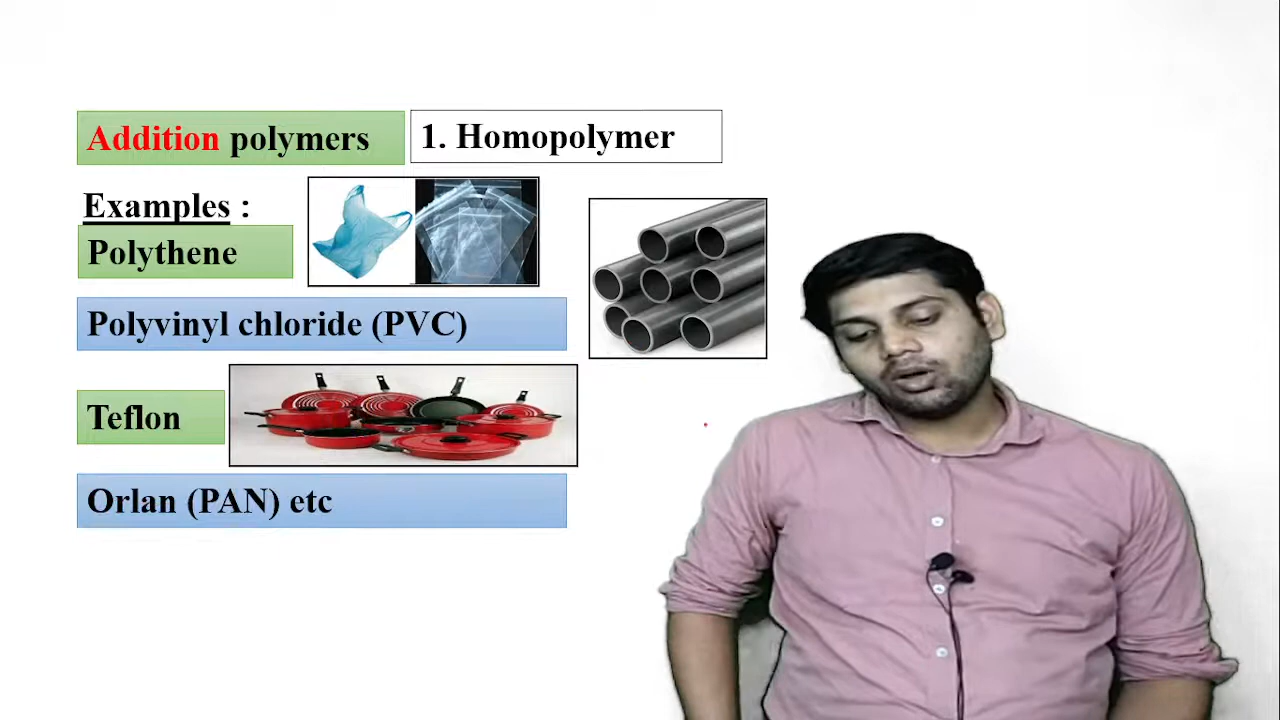 Addition polymers
1. Homopolymer
Examples :
Polythene
Polyvinyl chloride (PVC)
Teflon
Orlan (PAN) etc